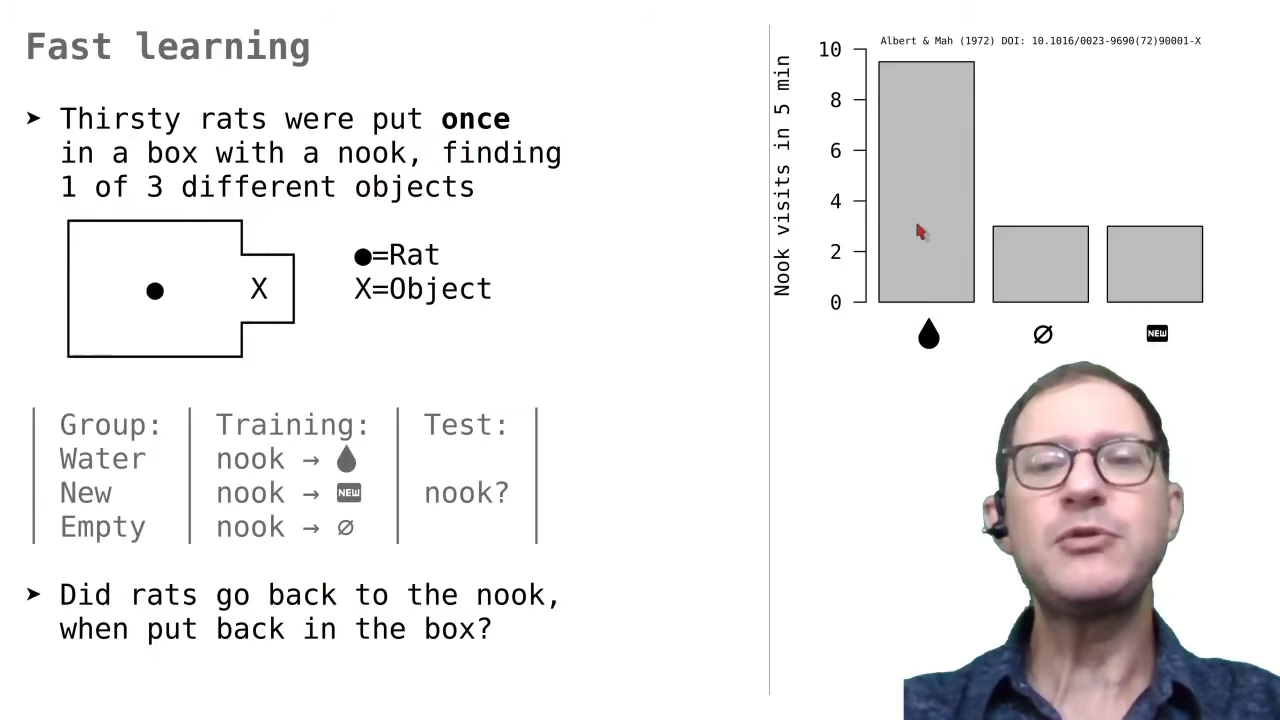 Fast learning
➤ Thirsty rats were put once
in a box with a nook, finding
1 of 3 different objects
X
●=Rat
X=Object
Group: Training: Test:
Water nook →
New nook → NEW nook?
Empty nook → ∅
➤ Did rats go back to the nook,
when put back in the box?
Albert & Mah (1972) DOI: 10.1016/0023-9690(72)90001-X
Nook visits in 5 min
10
8
6
4
2
0
∅ NEW